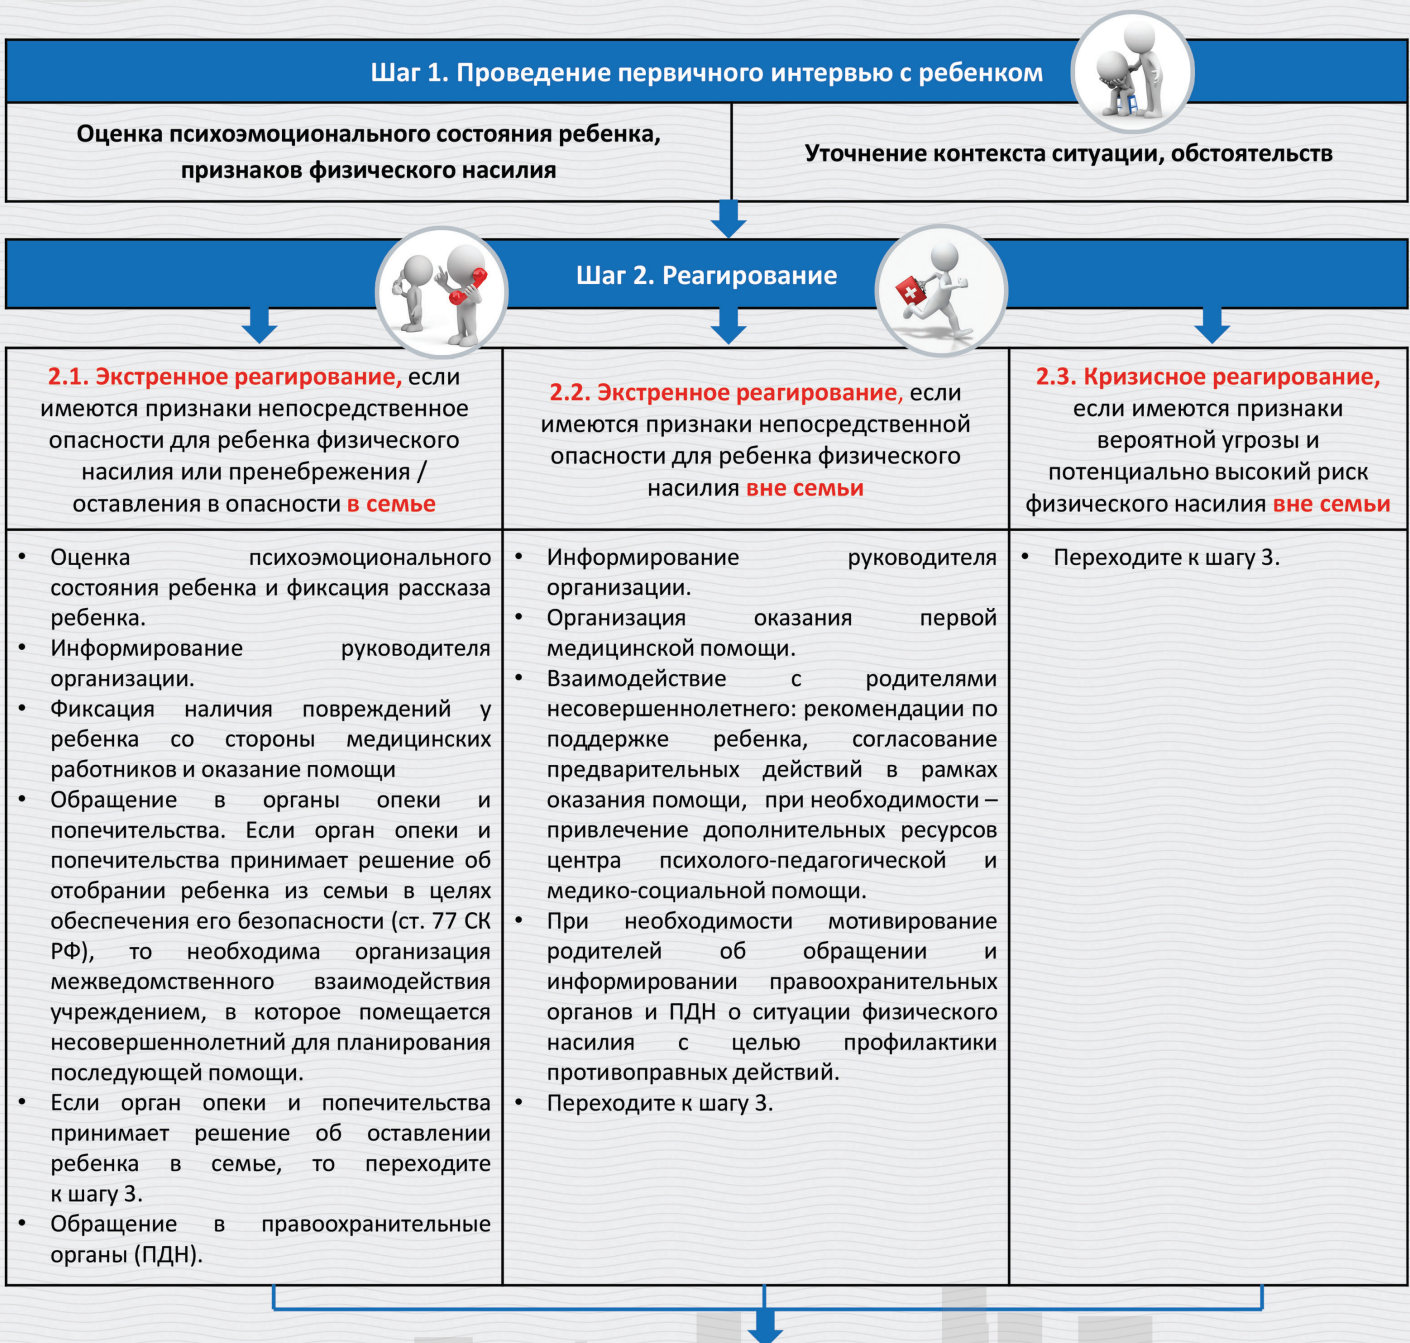 Шаг 1. Проведение первичного интервью с ребенком
Оценка психоэмоционального состояния ребенка,
признаков физического насилия
Уточнение контекста ситуации, обстоятельств
Шаг 2. Реагирование
2.1. Экстренное реагирование, если
имеются признаки непосредственное
опасности для ребенка физического
насилия или пренебрежения /
оставления в опасности в семье
2.2. Экстренное реагирование, если
имеются признаки непосредственной
опасности для ребенка физического
насилия вне семьи
2.3. Кризисное реагирование,
если имеются признаки
вероятной угрозы и
потенциально высокий риск
физического насилия вне семьи
• Оценка психоэмоционального
состояния ребенка и фиксация рассказа
ребенка.
• Информирование руководителя
организации.
• Фиксация наличия повреждений у
ребенка со стороны медицинских
работников и оказание помощи
• Обращение в органы опеки и
попечительства. Если орган опеки и
попечительства принимает решение об
отобрании ребенка из семьи в целях
обеспечения его безопасности (ст. 77 СК
РФ), то необходима организация
межведомственного взаимодействия
учреждением, в которое помещается
несовершеннолетний для планирования
последующей помощи.
• Если орган опеки и попечительства
принимает решение об оставлении
ребенка в семье, то переходите
к шагу 3.
• Обращение в правоохранительные
органы (ПДН).
• Информирование руководителя
организации.
• Организация оказания первой
медицинской помощи.
• Взаимодействие с родителями
несовершеннолетнего: рекомендации по
поддержке ребенка, согласование
предварительных действий в рамках
оказания помощи, при необходимости –
привлечение дополнительных ресурсов
центра психолого-педагогической и
медико-социальной помощи.
• При необходимости мотивирование
родителей об обращении и
информировании правоохранительных
органов и ПДН о ситуации физического
насилия с целью профилактики
противоправных действий.
• Переходите к шагу 3.
• Переходите к шагу 3.